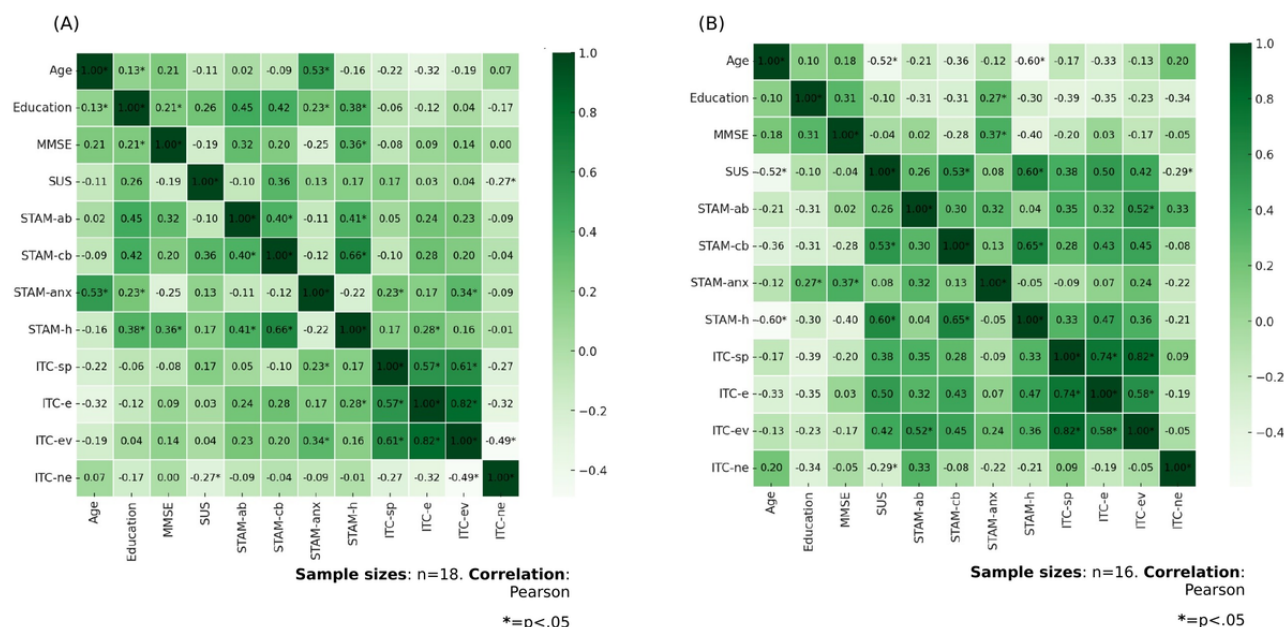 (A)
1.0
Age 1.00* 0.13* 0.21 -0.11 0.02 -0.09 0.53* -0.16 -0.22 -0.32 -0.19 0.07
Education 0.13* 1.00* 0.21* 0.26 0.45 0.42 0.23* 0.38* -0.06 -0.12 0.04 -0.17
0.8
MMSE 0.21 0.21* 1.00* -0.19 0.32 0.20 -0.25 0.36* -0.08 0.09 0.14 0.00
0.6
SUS -0.11 0.26 -0.19 1.00* -0.10 0.36 0.13 0.17 0.17 0.03 0.04 -0.27*
STAM-ab 0.02 0.45 0.32 -0.10 1.00* 0.40* -0.11 0.41* 0.05 0.24 0.23 -0.09
0.4
STAM-cb -0.09 0.42 0.20 0.36 0.40* 1.00* -0.12 0.66* -0.10 0.28 0.20 -0.04
0.2
STAM-anx 0.53* 0.23* -0.25 0.13 -0.11 -0.12 1.00* -0.22 0.23* 0.17 0.34* -0.09
STAM-h -0.16 0.38* 0.36* 0.17 0.41* 0.66* -0.22 1.00* 0.17 0.28* 0.16 -0.01
0.0
ITC-sp -0.22 -0.06 -0.08 0.17 0.05 -0.10 0.23* 0.17 1.00* 0.57* 0.61* -0.27
ITC-e -0.32 -0.12 0.09 0.03 0.24 0.28 0.17 0.28* 0.57* 1.00* 0.82* -0.32
−0.2
ITC-ev -0.19 0.04 0.14 0.04 0.23 0.20 0.34* 0.16 0.61* 0.82* 1.00* -0.49*
−0.4
ITC-ne 0.07 -0.17 0.00 -0.27* -0.09 -0.04 -0.09 -0.01 -0.27 -0.32 -0.49* 1.00*
Age Education MMSE SUS STAM-ab STAM-cb STAM-anx STAM-h ITC-sp ITC-e ITC-ev ITC-ne
Sample sizes: n=18. Correlation:
Pearson
*=p<.05
(B)
1.0
Age 1.00* 0.10 0.18 -0.52* -0.21 -0.36 -0.12 -0.60* -0.17 -0.33 -0.13 0.20
Education 0.10 1.00* 0.31 -0.10 -0.31 -0.31 0.27* -0.30 -0.39 -0.35 -0.23 -0.34
0.8
MMSE 0.18 0.31 1.00* -0.04 0.02 -0.28 0.37* -0.40 -0.20 0.03 -0.17 -0.05
0.6
SUS -0.52* -0.10 -0.04 1.00* 0.26 0.53* 0.08 0.60* 0.38 0.50 0.42 -0.29*
0.4
STAM-ab -0.21 -0.31 0.02 0.26 1.00* 0.30 0.32 0.04 0.35 0.32 0.52* 0.33
STAM-cb -0.36 -0.31 -0.28 0.53* 0.30 1.00* 0.13 0.65* 0.28 0.43 0.45 -0.08
0.2
STAM-anx -0.12 0.27* 0.37* 0.08 0.32 0.13 1.00* -0.05 -0.09 0.07 0.24 -0.22
0.0
STAM-h -0.60* -0.30 -0.40 0.60* 0.04 0.65* -0.05 1.00* 0.33 0.47 0.36 -0.21
ITC-sp -0.17 -0.39 -0.20 0.38 0.35 0.28 -0.09 0.33 1.00* 0.74* 0.82* 0.09
−0.2
ITC-e -0.33 -0.35 0.03 0.50 0.32 0.43 0.07 0.47 0.74* 1.00* 0.58* -0.19
−0.4
ITC-ev -0.13 -0.23 -0.17 0.42 0.52* 0.45 0.24 0.36 0.82* 0.58* 1.00* -0.05
ITC-ne 0.20 -0.34 -0.05 -0.29* 0.33 -0.08 -0.22 -0.21 0.09 -0.19 -0.05 1.00*
Age Education MMSE SUS STAM-ab STAM-cb STAM-anx STAM-h ITC-sp ITC-e ITC-ev ITC-ne
Sample sizes: n=16. Correlation:
Pearson
*=p<.05